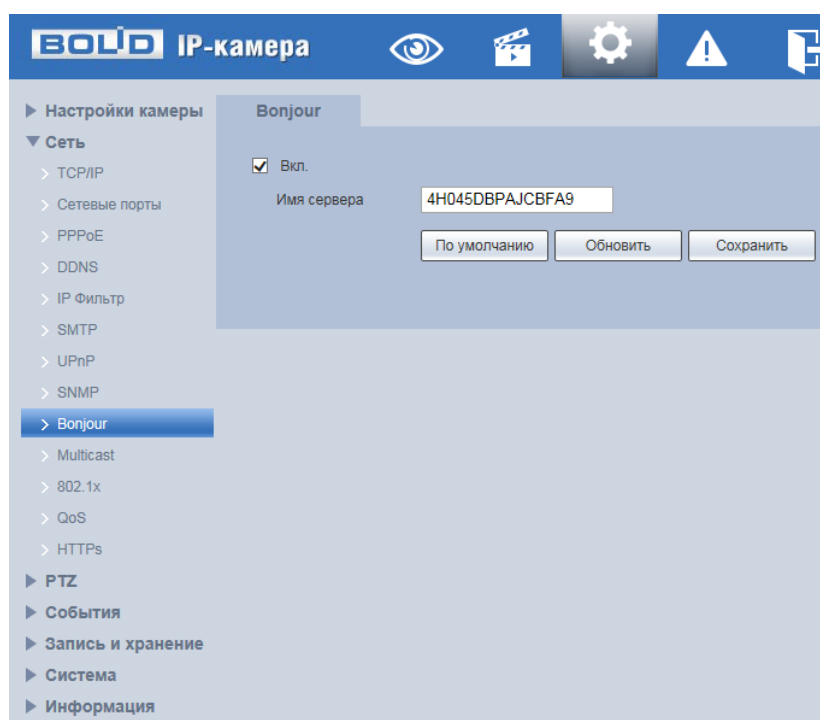 BOLID IP-камера
Настройки камеры
Сеть
TCP/IP
Сетевые порты
PPPoE
DDNS
IP Фильтр
SMTP
UPnP
SNMP
Bonjour
Multicast
802.1x
QoS
HTTPs
PTZ
События
Запись и хранение
Система
Информация
Bonjour
Вкл.
Имя сервера 4H045DBPAJCBFA9
По умолчанию Обновить Сохранить